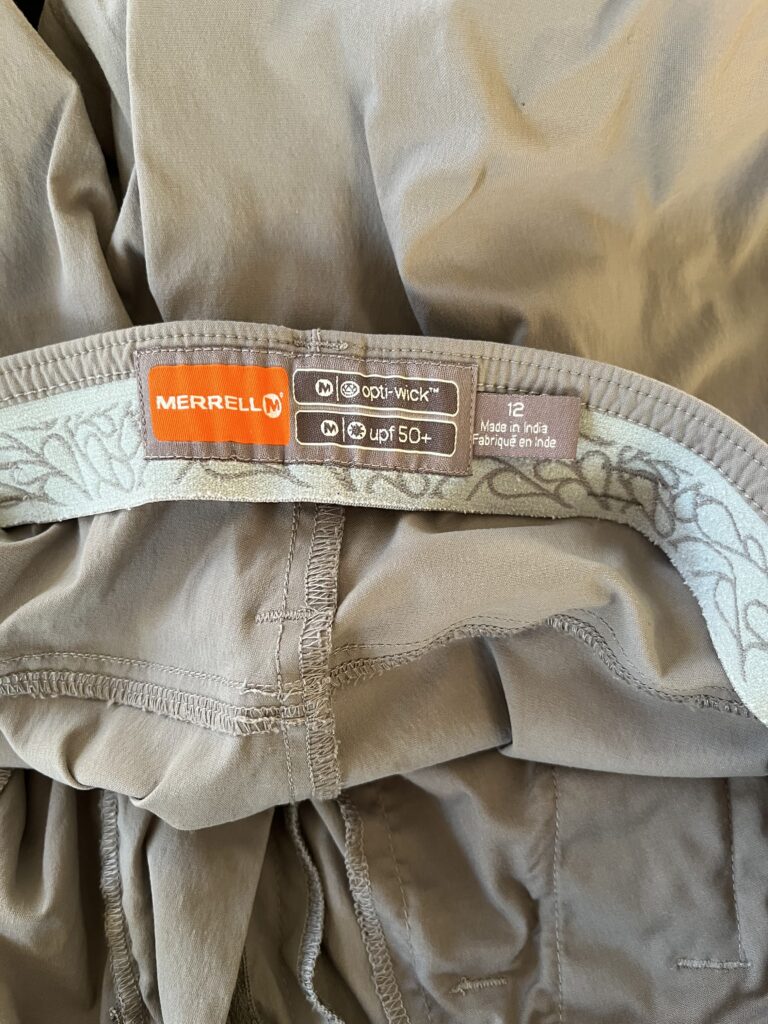 MERRELL M®
M opti-wick™
M upf 50+
12
Made in India
Fabriqué en Inde